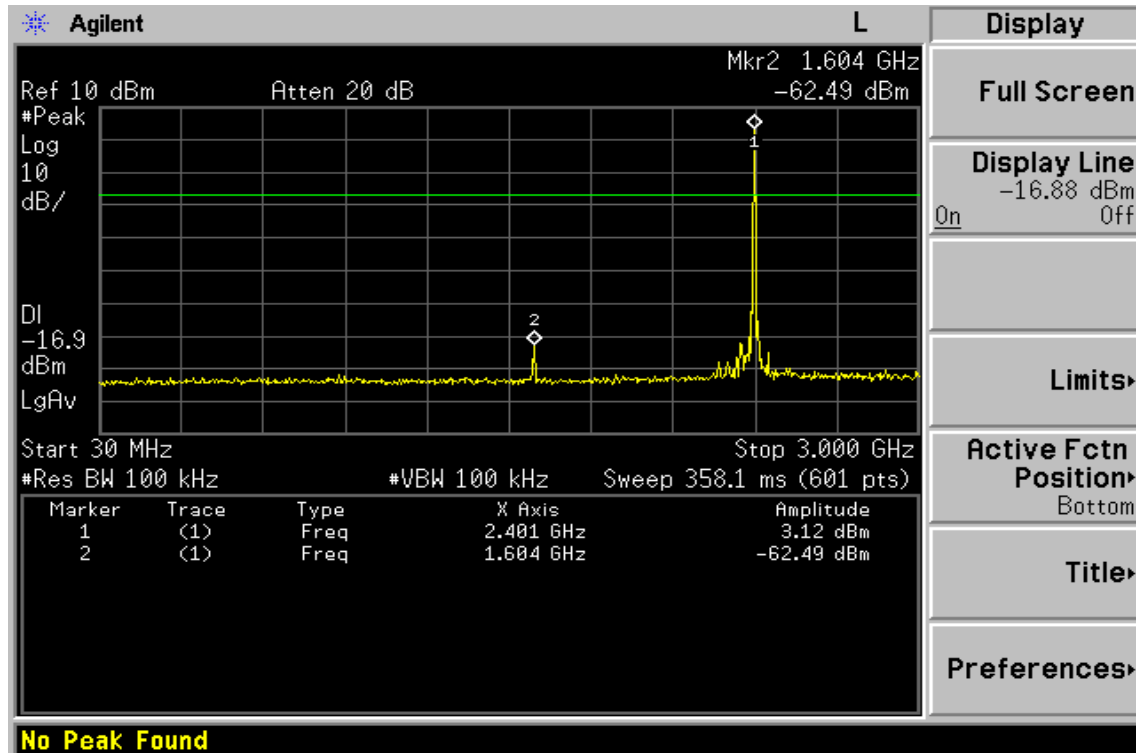 Agilent L Display
Mkr2 1.604 GHz
Ref 10 dBm Atten 20 dB -62.49 dBm
Full Screen
#Peak
Log
10
dB/
1
Display Line
-16.88 dBm
On Off
DI
-16.9
dBm
LgAv
2
Limits
Start 30 MHz Stop 3.000 GHz
#Res BW 100 kHz #VBW 100 kHz Sweep 358.1 ms (601 pts)
Active Fctn
Position
Bottom
Marker Trace Type X Axis Amplitude
1 (1) Freq 2.401 GHz 3.12 dBm
2 (1) Freq 1.604 GHz -62.49 dBm
Title
Preferences
No Peak Found